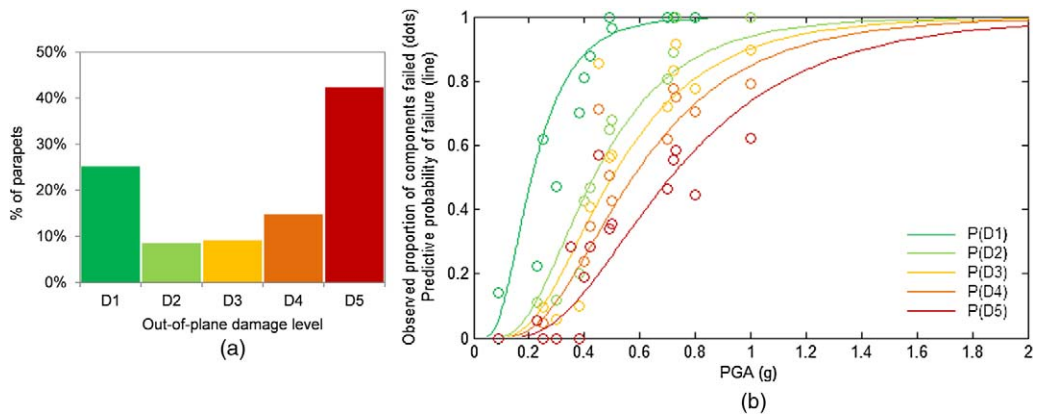 50%
40%
30%
20%
10%
0%
% of parapets
D1 D2 D3 D4 D5
Out-of-plane damage level
(a)
Observed proportion of components failed (dots)
Predictive probability of failure (line)
1
0.8
0.6
0.4
0.2
0
P(D1)
P(D2)
P(D3)
P(D4)
P(D5)
0 0.2 0.4 0.6 0.8 1 1.2 1.4 1.6 1.8 2
PGA (g)
(b)